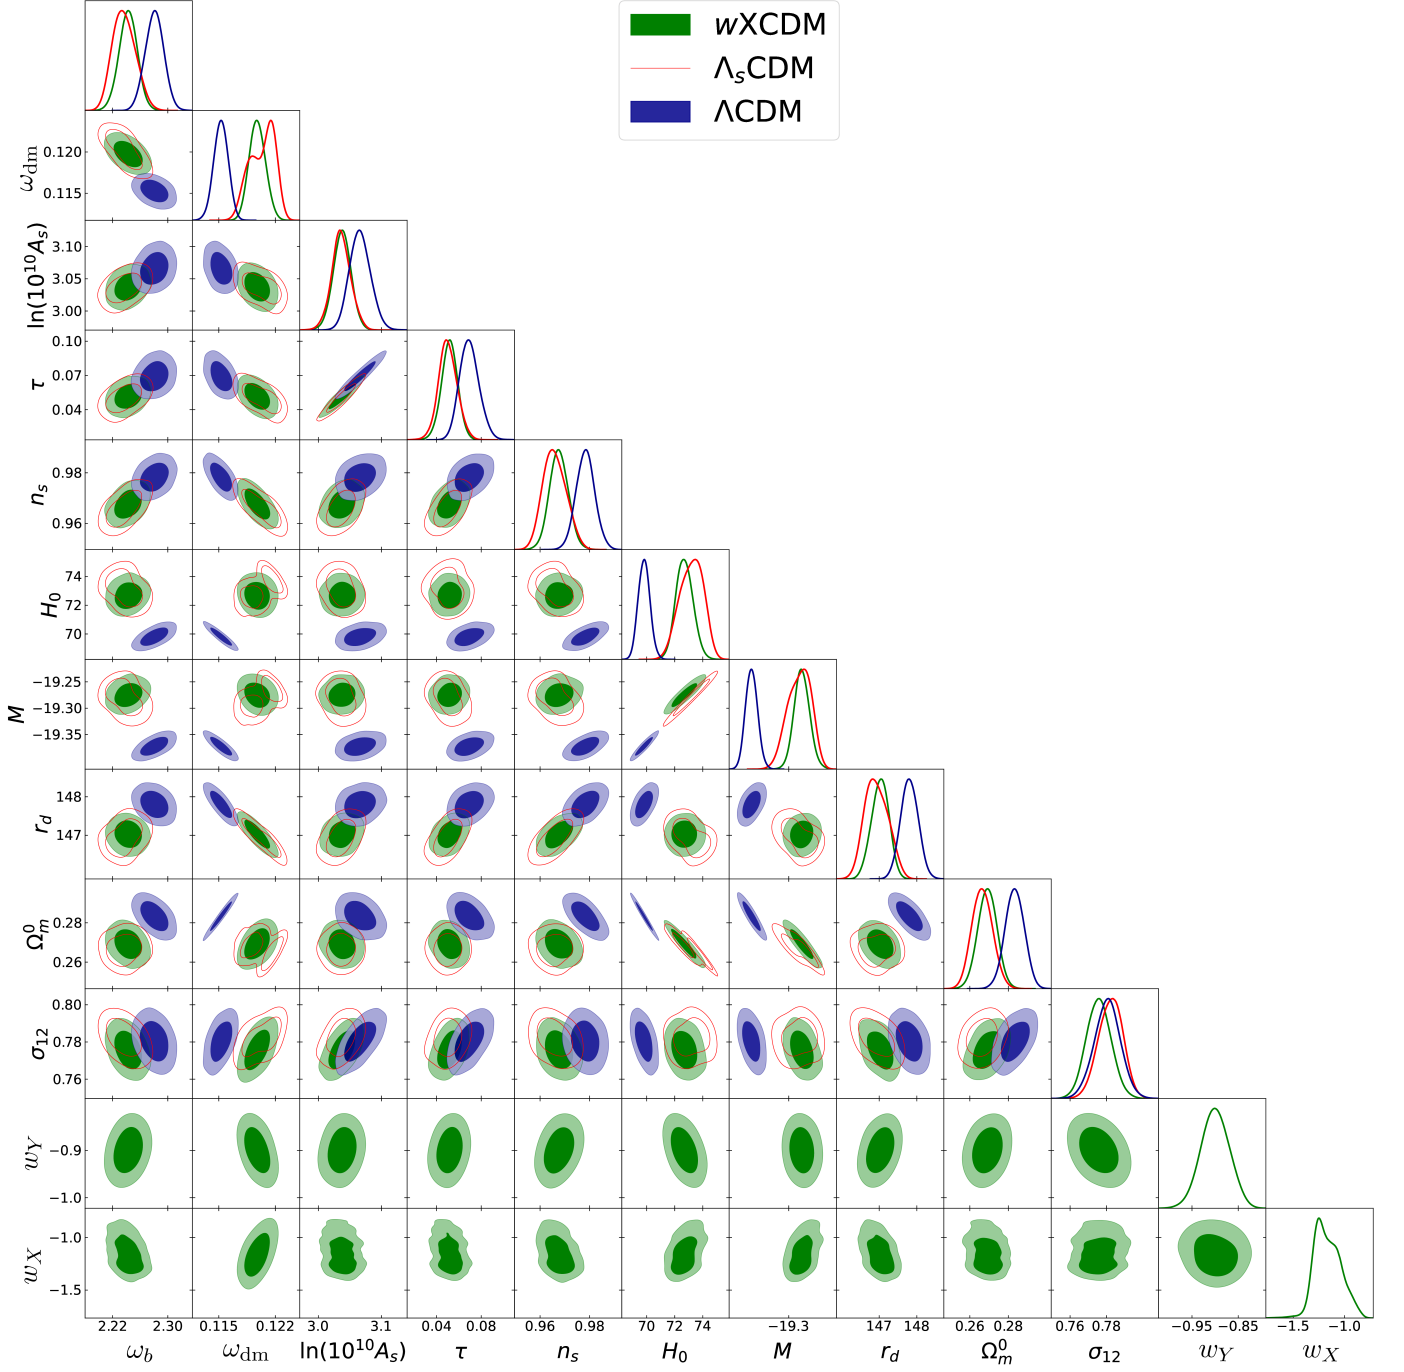 wXCDM
ΛsCDM
ΛCDM
0.120
0.115
ωdm
3.10
3.05
3.00
ln(10^10 As)
0.10
0.07
0.04
τ
0.98
0.96
ns
74
72
70
H0
−19.25
−19.30
−19.35
M
148
147
rd
0.28
0.26
Ω0m
0.80
0.78
0.76
σ12
−0.9
−1.0
wY
−1.0
−1.5
wX
2.22 2.30 0.115 0.122 3.0 3.1 0.04 0.08 0.96 0.98 70 72 74 −19.3 147 148 0.26 0.28 0.76 0.78 −0.95 −0.85 −1.5 −1.0
ωb ωdm ln(10^10 As) τ ns H0 M rd Ω0m σ12 wY wX